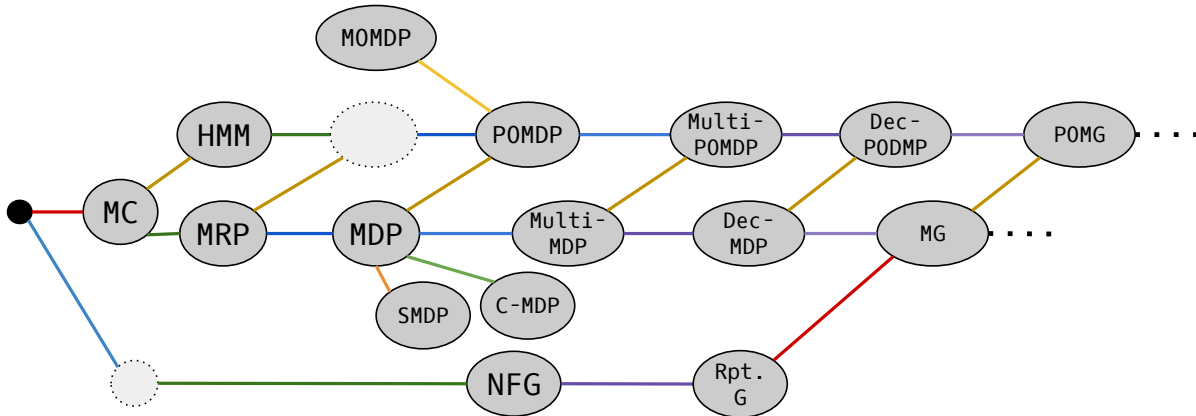 MOMDP
HMM
POMDP
Multi-
POMDP
Dec-
PODMP
POMG
MC
MRP
MDP
Multi-
MDP
Dec-
MDP
MG
SMDP
C-MDP
NFG
Rpt.
G